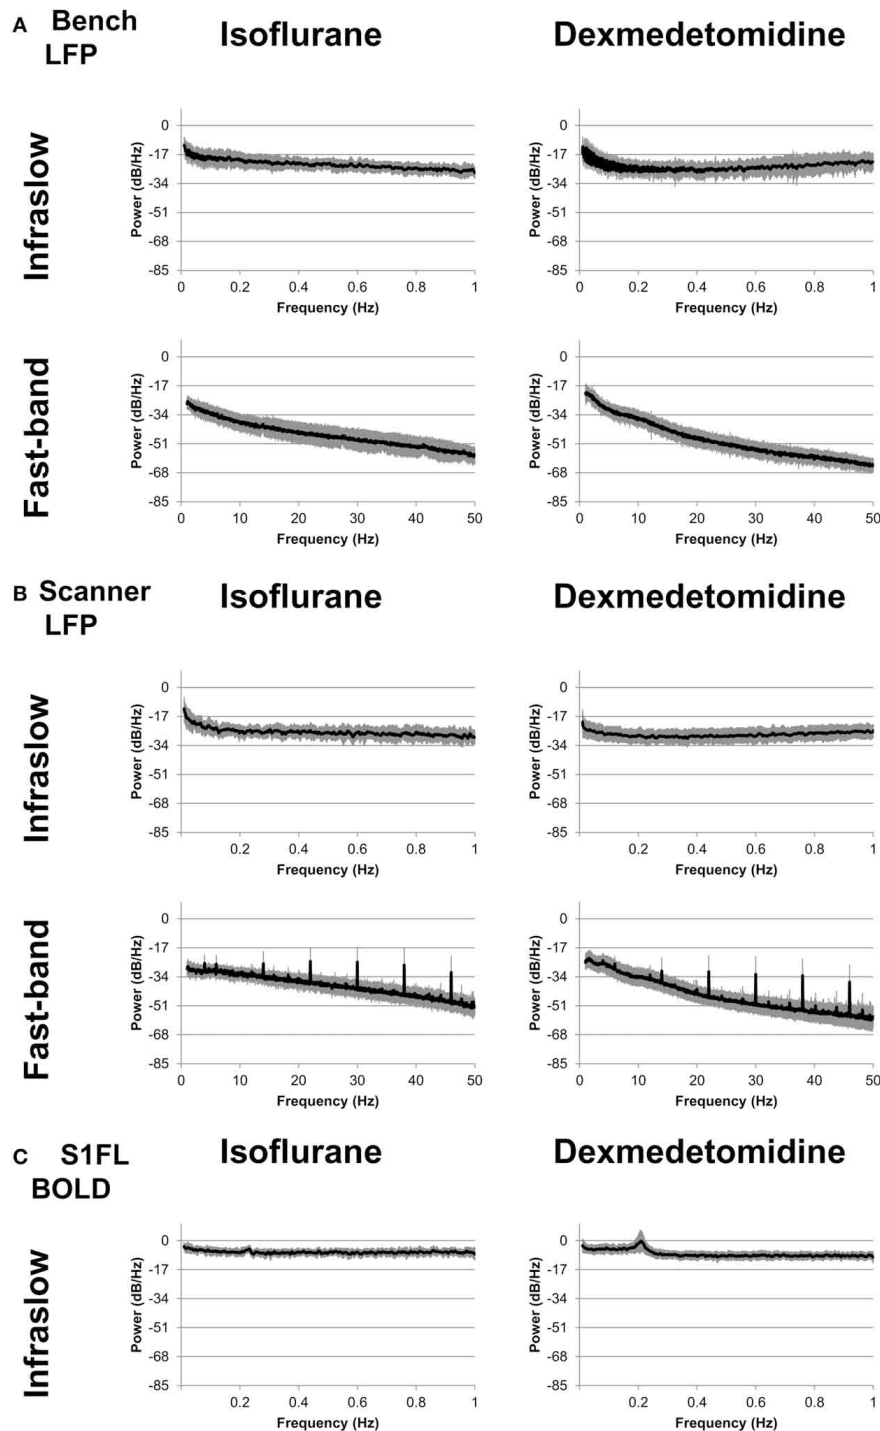 A Bench
LFP
Isoflurane
Dexmedetomidine
Infraslow
Power (dB/Hz)
0
-17
-34
-51
-68
-85
0 0.2 0.4 0.6 0.8 1
Frequency (Hz)
Power (dB/Hz)
0
-17
-34
-51
-68
-85
0 0.2 0.4 0.6 0.8 1
Frequency (Hz)
Fast-band
Power (dB/Hz)
0
-17
-34
-51
-68
-85
0 10 20 30 40 50
Frequency (Hz)
Power (dB/Hz)
0
-17
-34
-51
-68
-85
0 10 20 30 40 50
Frequency (Hz)
B Scanner
LFP
Isoflurane
Dexmedetomidine
Infraslow
Power (dB/Hz)
0
-17
-34
-51
-68
-85
0.2 0.4 0.6 0.8 1
Frequency (Hz)
Power (dB/Hz)
0
-17
-34
-51
-68
-85
0.2 0.4 0.6 0.8 1
Frequency (Hz)
Fast-band
Power (dB/Hz)
0
-17
-34
-51
-68
-85
0 10 20 30 40 50
Frequency (Hz)
Power (dB/Hz)
0
-17
-34
-51
-68
-85
0 10 20 30 40 50
Frequency (Hz)
C S1FL
BOLD
Isoflurane
Dexmedetomidine
Infraslow
Power (dB/Hz)
0
-17
-34
-51
-68
-85
0.2 0.4 0.6 0.8 1
Frequency (Hz)
Power (dB/Hz)
0
-17
-34
-51
-68
-85
0.2 0.4 0.6 0.8 1
Frequency (Hz)